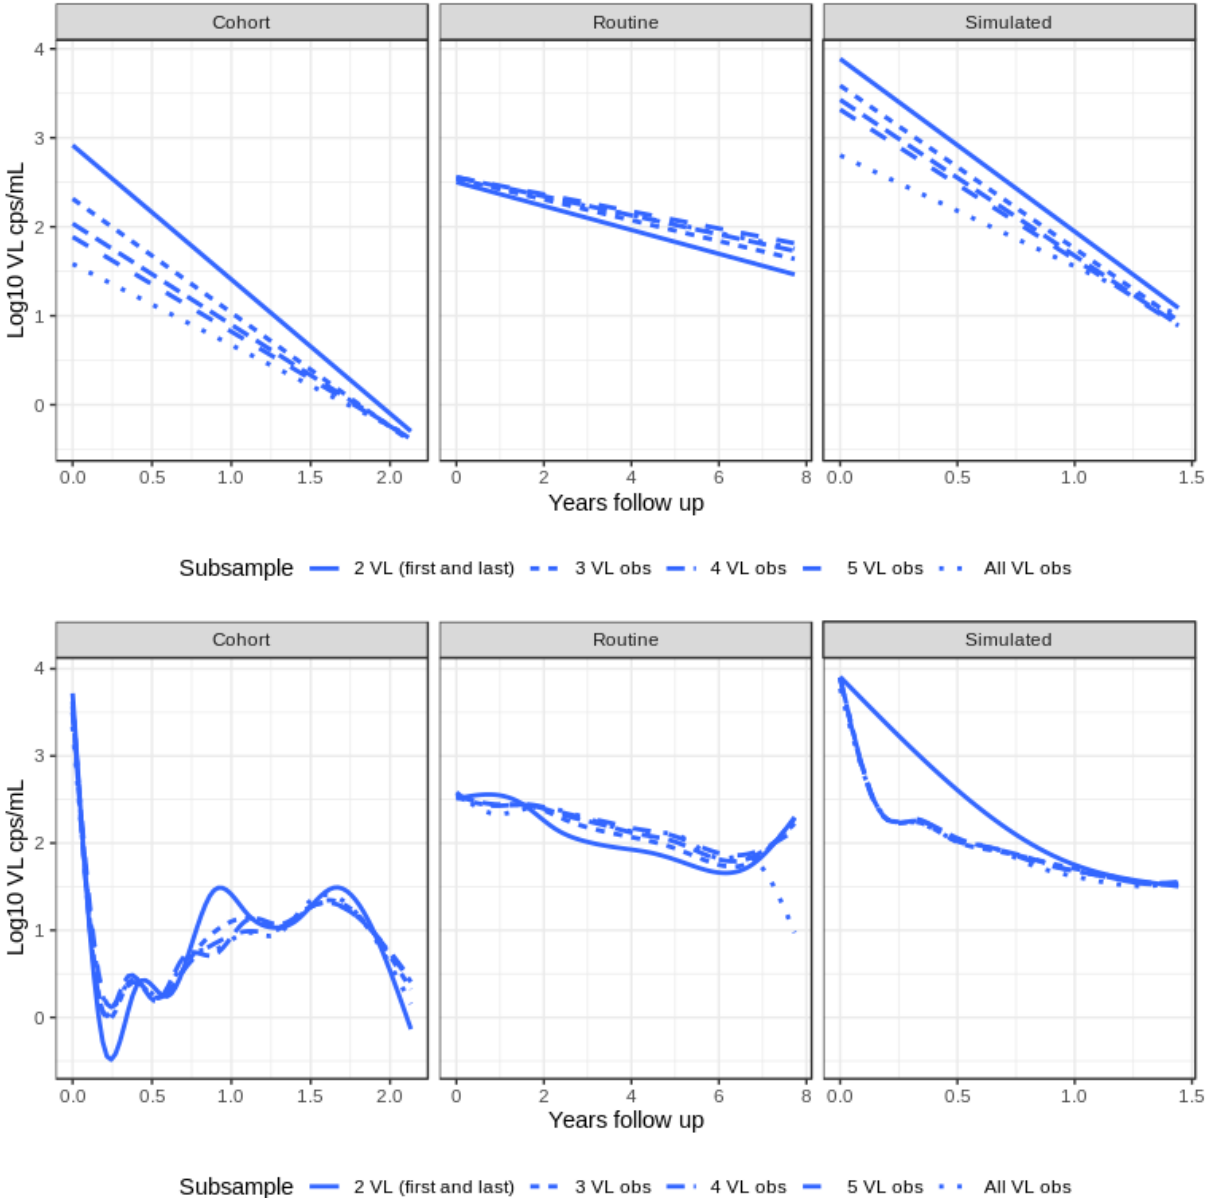 Cohort Routine Simulated
4
3
2
1
0
Log10 VL cps/mL
0.0 0.5 1.0 1.5 2.0 0 2 4 6 8 0.0 0.5 1.0 1.5
Years follow up
Subsample 2 VL (first and last) 3 VL obs 4 VL obs 5 VL obs All VL obs
Cohort Routine Simulated
4
3
2
1
0
Log10 VL cps/mL
0.0 0.5 1.0 1.5 2.0 0 2 4 6 8 0.0 0.5 1.0 1.5
Years follow up
Subsample 2 VL (first and last) 3 VL obs 4 VL obs 5 VL obs All VL obs